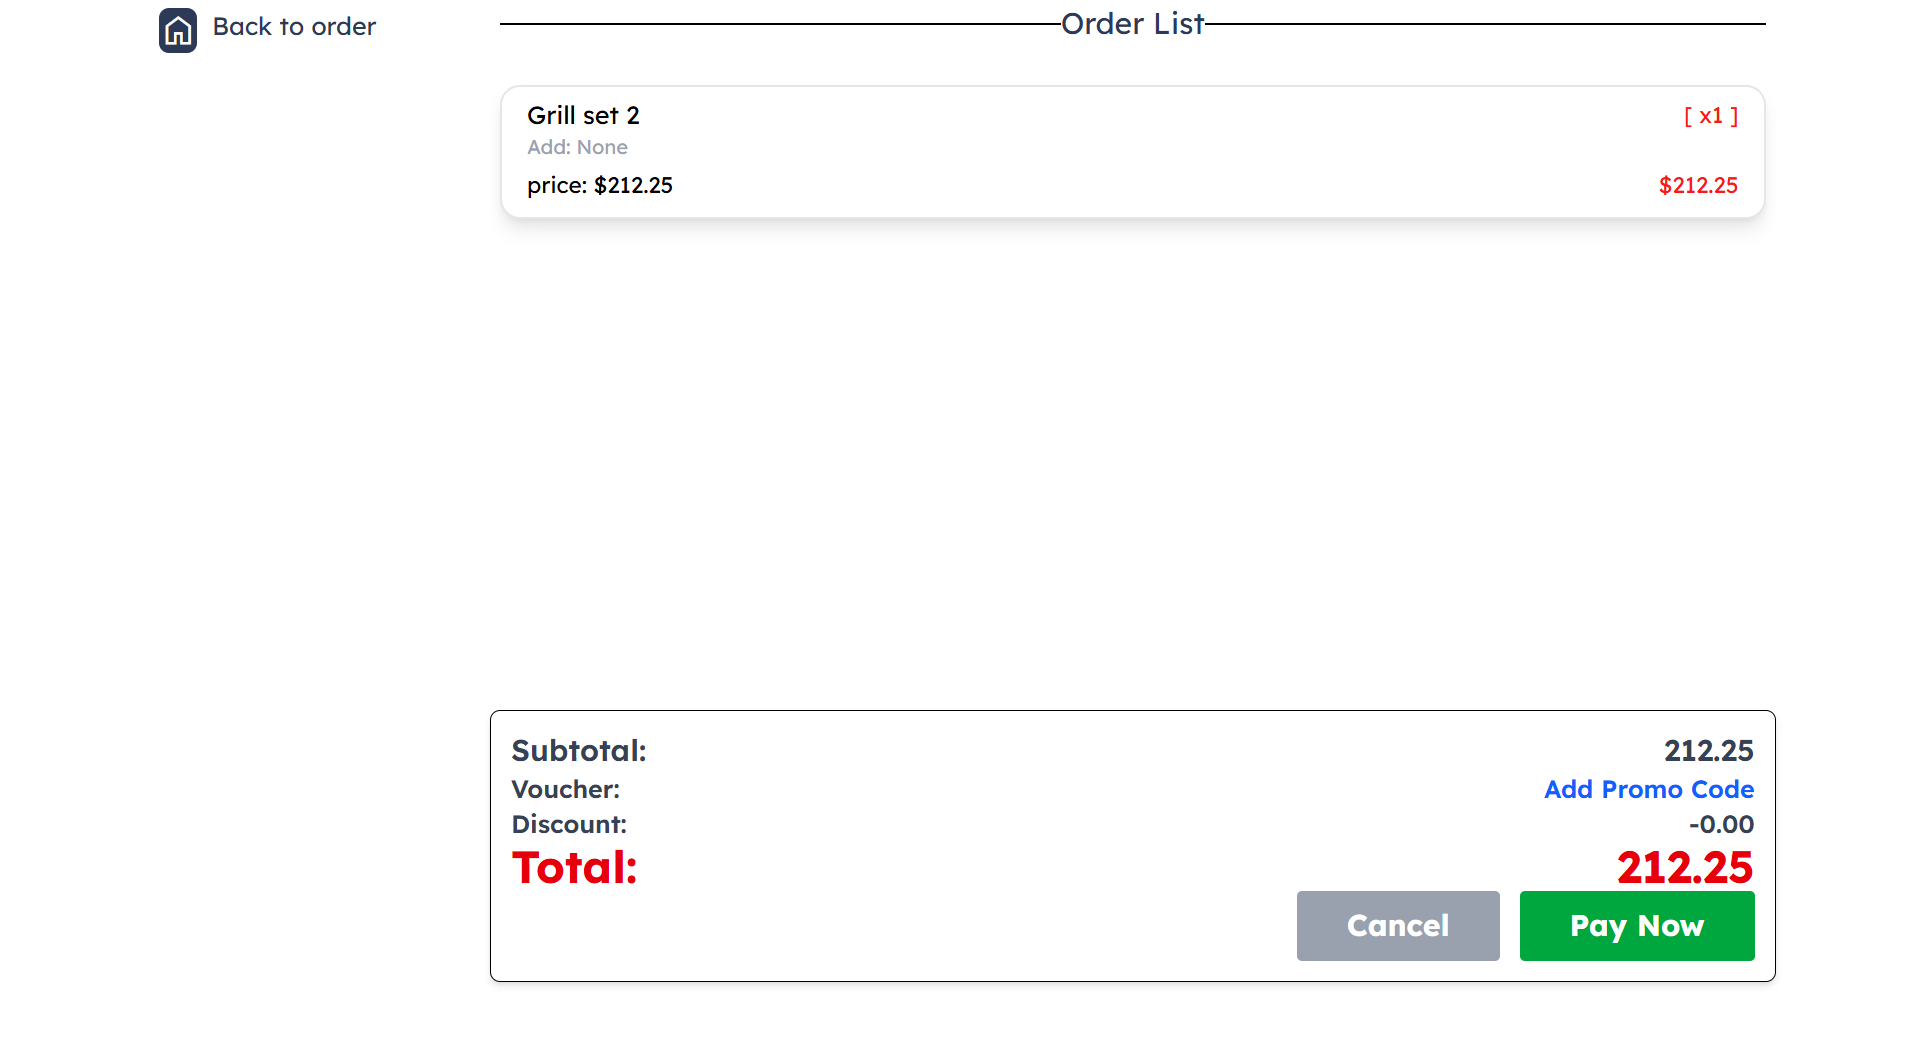 Back to order
Order List
Grill set 2 [ x1 ]
Add: None
price: $212.25 $212.25
Subtotal: 212.25
Voucher: Add Promo Code
Discount: -0.00
Total: 212.25
Cancel Pay Now